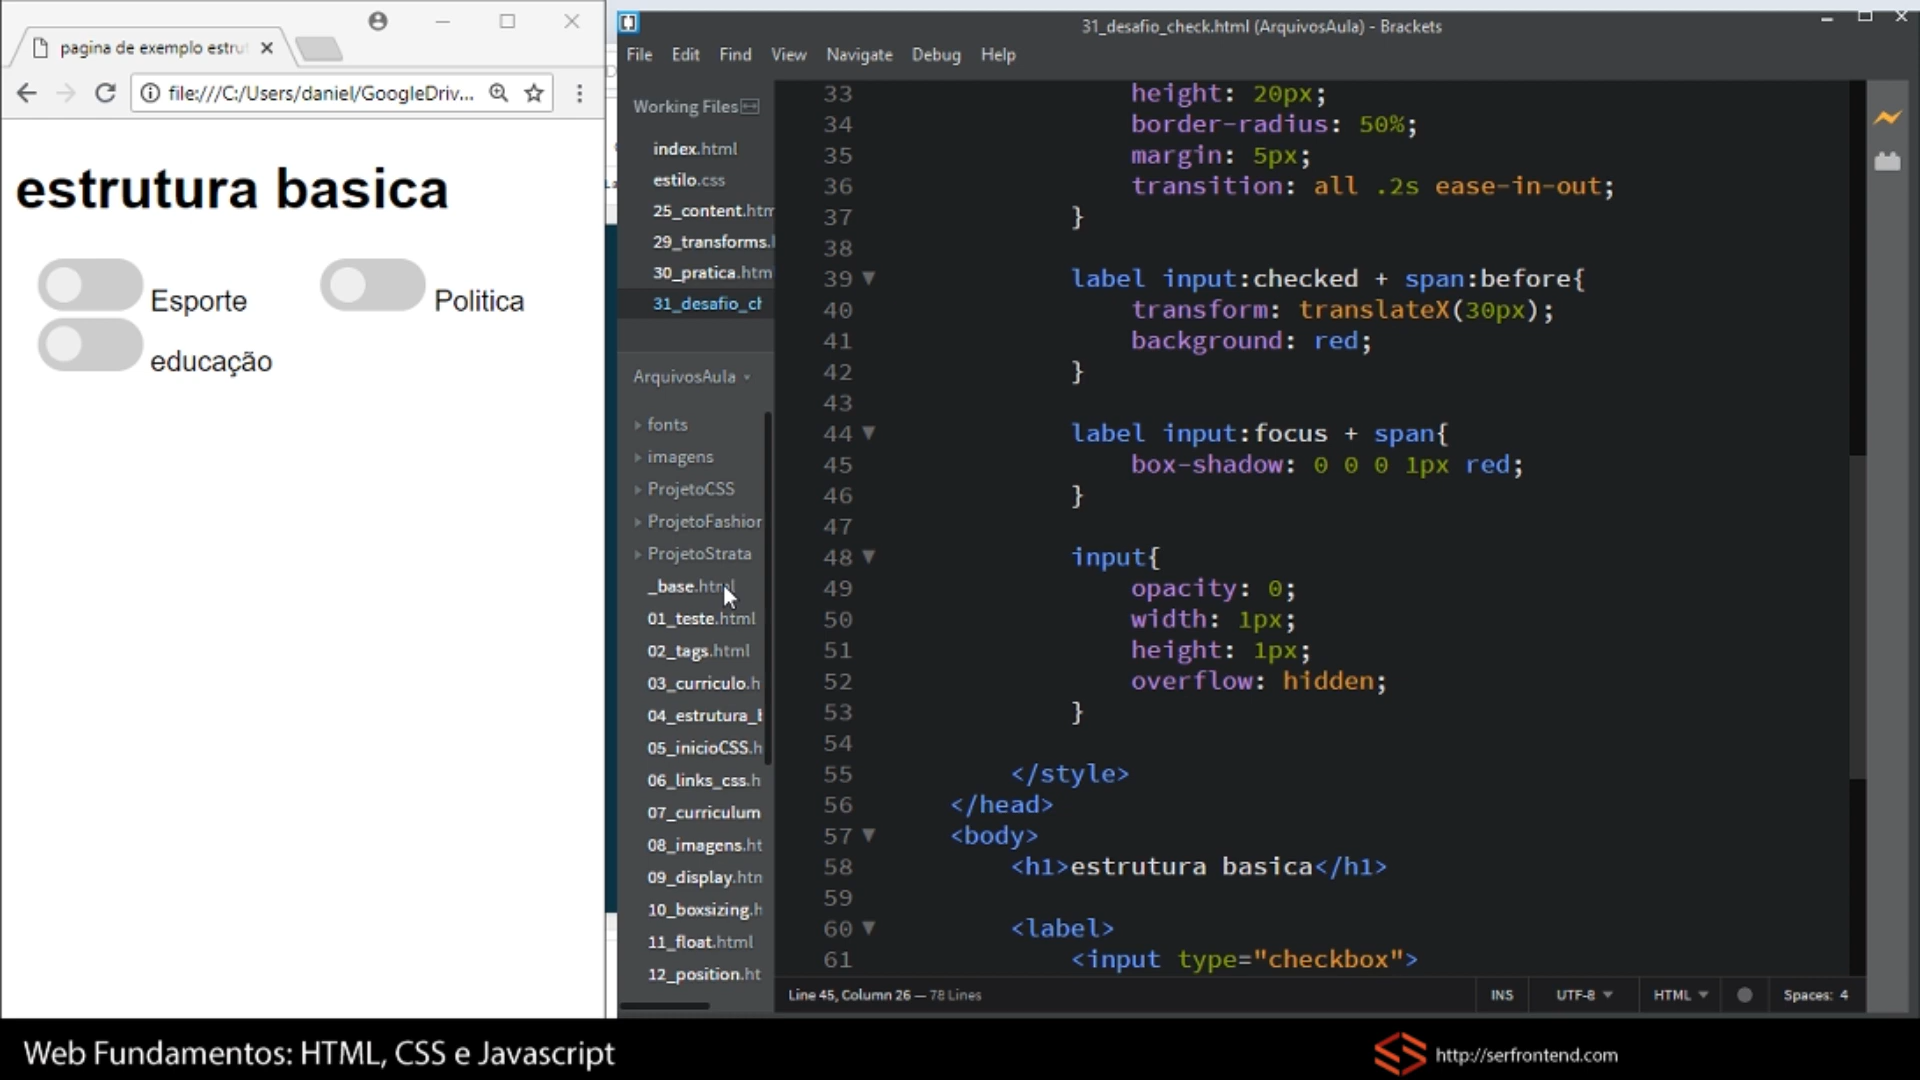 pagina de exemplo estru
file:///C:/Users/daniel/GoogleDriv...
estrutura basica
Esporte
Politica
educação
31_desafio_check.html (ArquivosAula) - Brackets
File Edit Find View Navigate Debug Help
Working Files
index.html
estilo.css
25_content.htm
29_transforms.
30_pratica.htm
31_desafio_ch
ArquivosAula
fonts
imagens
ProjetoCSS
ProjetoFashion
ProjetoStrata
_base.html
01_teste.html
02_tags.html
03_curriculo.h
04_estrutura_b
05_inicioCSS.h
06_links_css.h
07_curriculum
08_imagens.ht
09_display.htm
10_boxsizing.h
11_float.html
12_position.ht
33 height: 20px;
34 border-radius: 50%;
35 margin: 5px;
36 transition: all .2s ease-in-out;
37 }
38
39 label input:checked + span:before{
40 transform: translateX(30px);
41 background: red;
42 }
43
44 label input:focus + span{
45 box-shadow: 0 0 0 1px red;
46 }
47
48 input{
49 opacity: 0;
50 width: 1px;
51 height: 1px;
52 overflow: hidden;
53 }
54
55 </style>
56 </head>
57 <body>
58 <h1>estrutura basica</h1>
59
60 <label>
61 <input type="checkbox">
Line 45, Column 26 — 78 Lines
INS UTF-8 HTML Spaces: 4
Web Fundamentos: HTML, CSS e Javascript
http://serfrontend.com